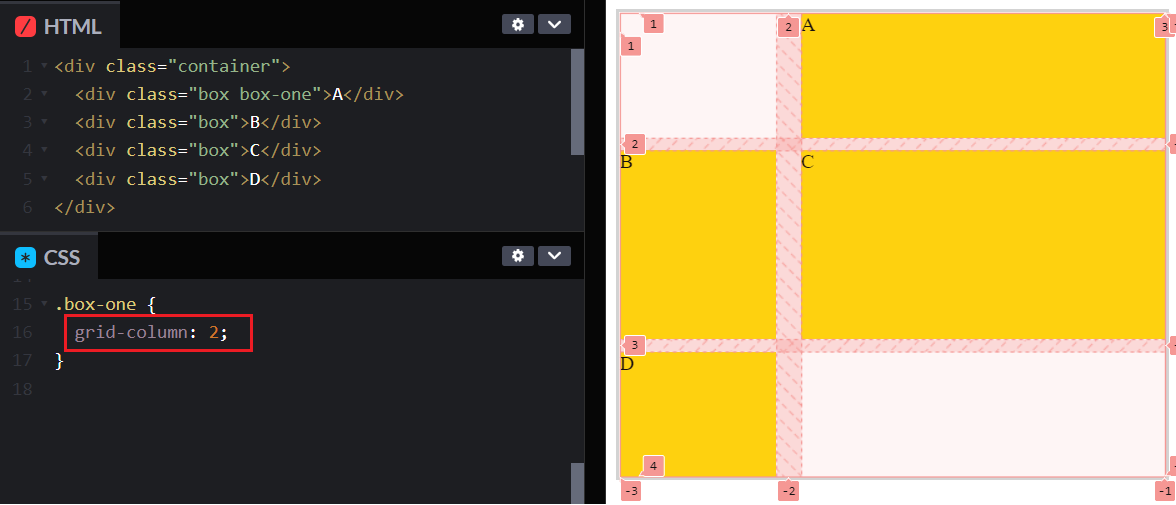 HTML
1 <div class="container">
2 <div class="box box-one">A</div>
3 <div class="box">B</div>
4 <div class="box">C</div>
5 <div class="box">D</div>
6 </div>
CSS
15 .box-one {
16 grid-column: 2;
17 }
18
1 2 3
1
A
2
B C
3
D
4
-3 -2 -1